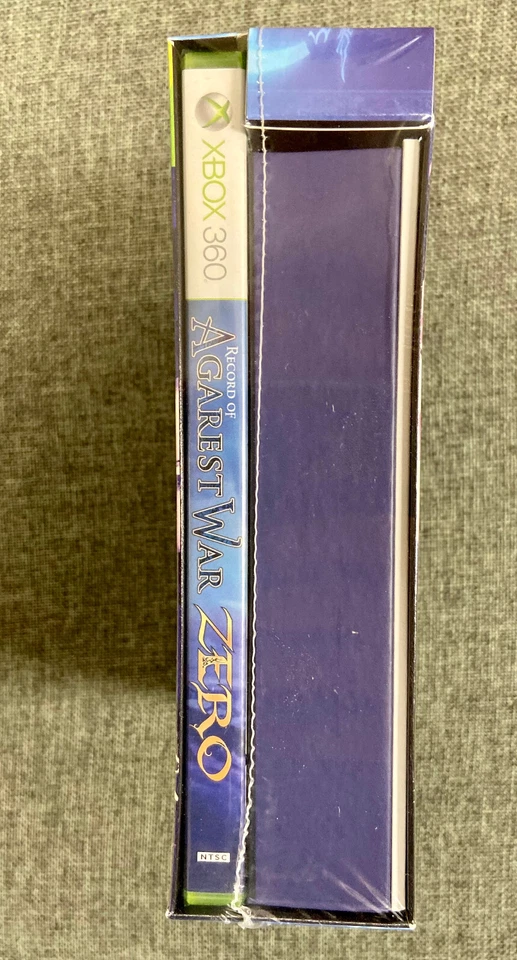 XBOX 360
RECORD OF
AGAREST WAR
ZERO
NTSC